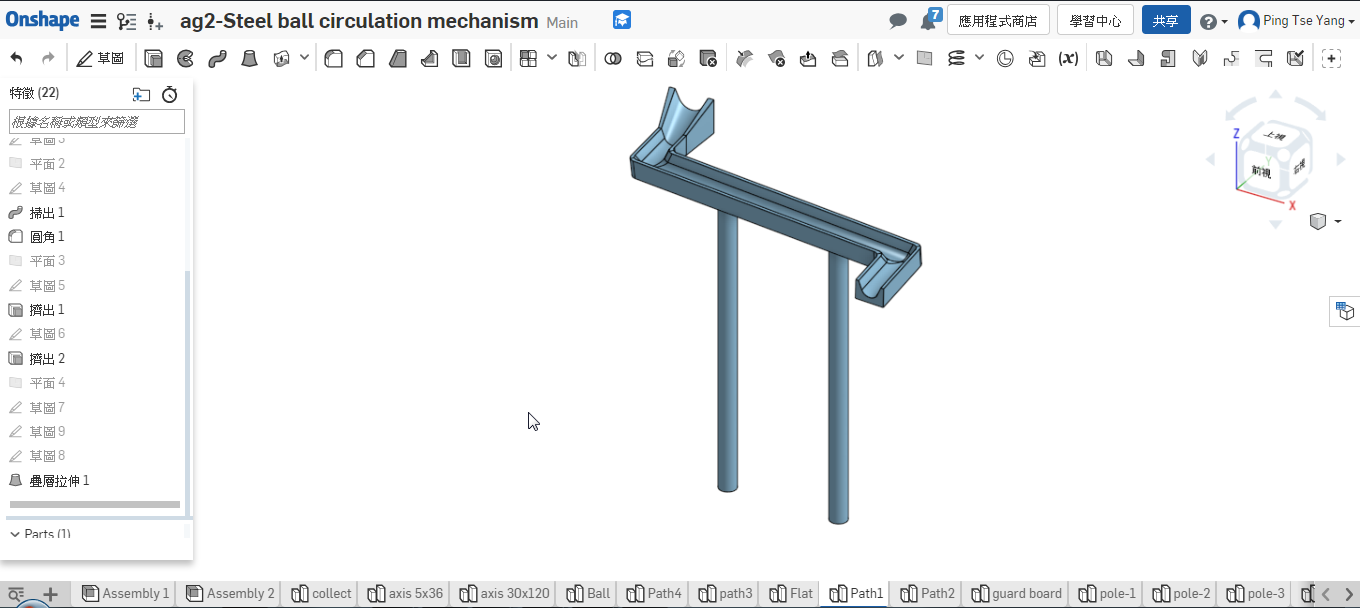 Onshape ag2-Steel ball circulation mechanism Main 7 應用程式商店 學習中心 共享 Ping Tse Yang
草圖 (x)
特徵 (22)
根據名稱或類型來篩選
草圖 3
平面 2
草圖 4
掃出 1
圓角 1
平面 3
草圖 5
擠出 1
草圖 6
擠出 2
平面 4
草圖 7
草圖 9
草圖 8
疊層拉伸 1
Parts (1)
Z
上視
前視
右視
Y
X
Assembly 1 Assembly 2 collect axis 5x36 axis 30x120 Ball Path4 path3 Flat Path1 Path2 guard board pole-1 pole-2 pole-3